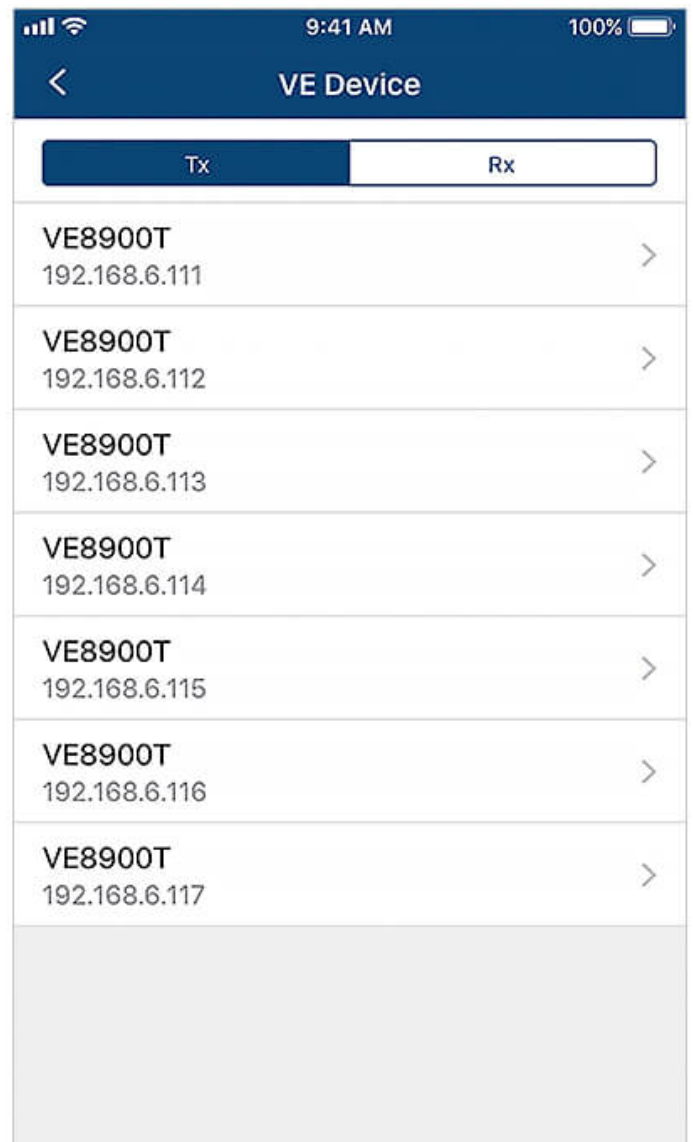 9:41 AM 100%
VE Device
Tx Rx
VE8900T
192.168.6.111
VE8900T
192.168.6.112
VE8900T
192.168.6.113
VE8900T
192.168.6.114
VE8900T
192.168.6.115
VE8900T
192.168.6.116
VE8900T
192.168.6.117